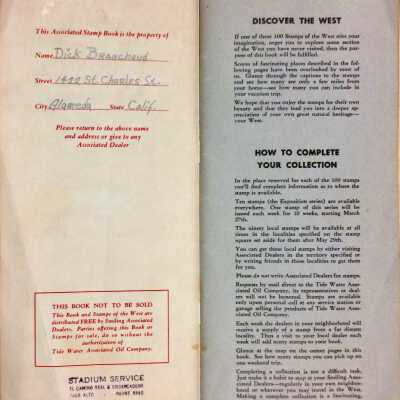 This Associated Stamp Book is the property of
Name Dick
Street 1422 St. Charles St.
City Alameda State Calif.
Please return to the above name
and address or give to any
Associated Dealer
THIS BOOK NOT TO BE SOLD
This Book and Stamps of the West are
distributed FREE by Smiling Associated
Dealers. Parties offering this Book or
Stamps for sale, do so without the
authorization of
Tide Water Associated Oil Company.
STADIUM SERVICE
EL CAMINO REAL & EMBARCADERO
PALO ALTO PHONE
DISCOVER THE WEST
If one of these 100 Stamps of the West stirs your
imagination, urges you to explore some section
of the West you have never visited, then the pur-
pose of this book will be fulfilled.
Scores of fascinating places described in the fol-
lowing pages have been overlooked by most of
us. Glance through the captions to the stamps
and see how many are only a few miles from
your home—see how many you can include in
your vacation trip.
We hope that you enjoy the stamps for their own
beauty and that they lead you into a deeper ap-
preciation of your own great natural heritage—
your West.
HOW TO COMPLETE
YOUR COLLECTION
In the place reserved for each of the 100 stamps
you'll find complete information as to where the
stamp is available.
Ten stamps (the Exposition series) are available
everywhere. One stamp of this series will be
issued each week for 10 weeks, starting March
27th.
The ninety local stamps will be available at all
times in the localities specified on the stamp
square set aside for them after May 29th.
You can get these local stamps by either visiting
Associated Dealers in the territory specified or
by writing friends in those localities to get them
for you.
Please do not write Associated Dealers for stamps.
Requests by mail direct to the Tide Water Asso-
ciated Oil Company, its representatives or deal-
ers will not be honored. Stamps are available
only upon personal call at any service station or
garage selling the products of Tide Water Asso-
ciated Oil Company.
Each week the dealers in your neighborhood will
receive a supply of a stamp from a far distant
locality. Thus a visit to your local dealer each
week will add many stamps to your book.
Glance at the map on the center pages in this
book. See how many stamps you can pick up on
one weekend trip.
Completing a collection is not a difficult task.
Just make it a habit to stop at your Smiling As-
sociated Dealers—regularly in your own neighbor-
hood or wherever you may travel in the West.
Making a complete collection is a fascinating,